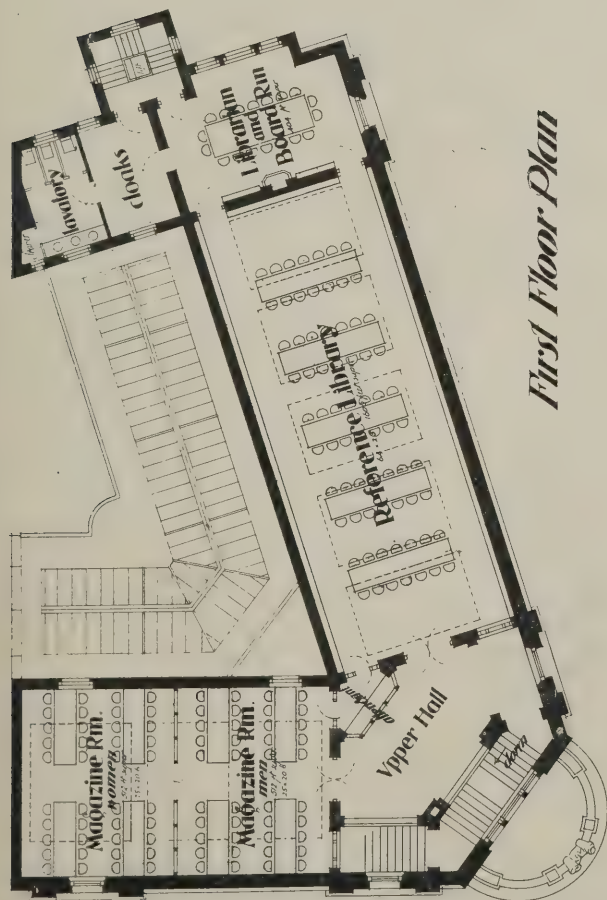 First Floor Plan
Lavatory
cloaks
Librarian
and
Board Rm
Reference Library
Magazine Rm.
women
Magazine Rm.
men
Upper Hall
down